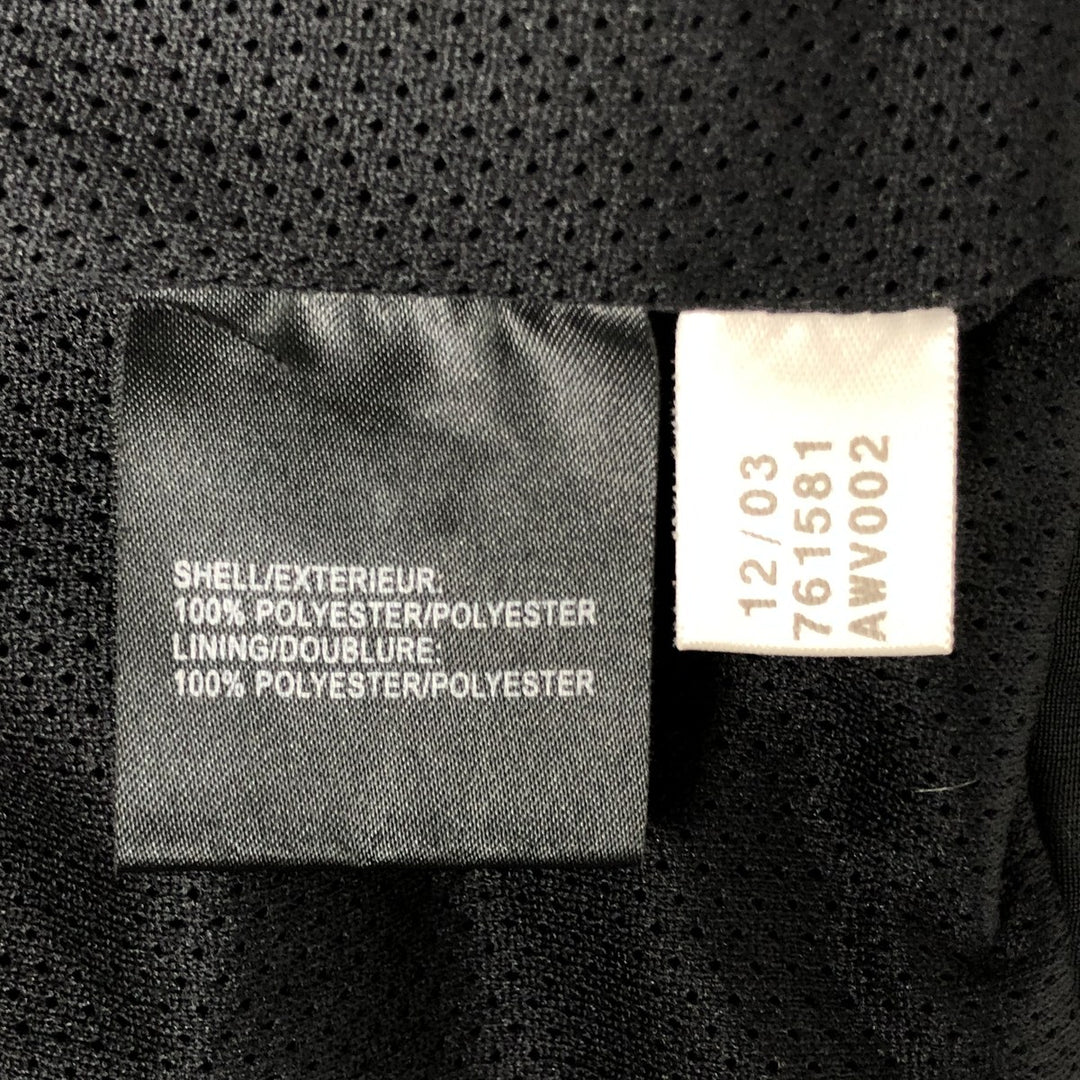 SHELL/EXTERIEUR:
100% POLYESTER/POLYESTER
LINING/DOUBLURE:
100% POLYESTER/POLYESTER
12/03
761581
AWV002